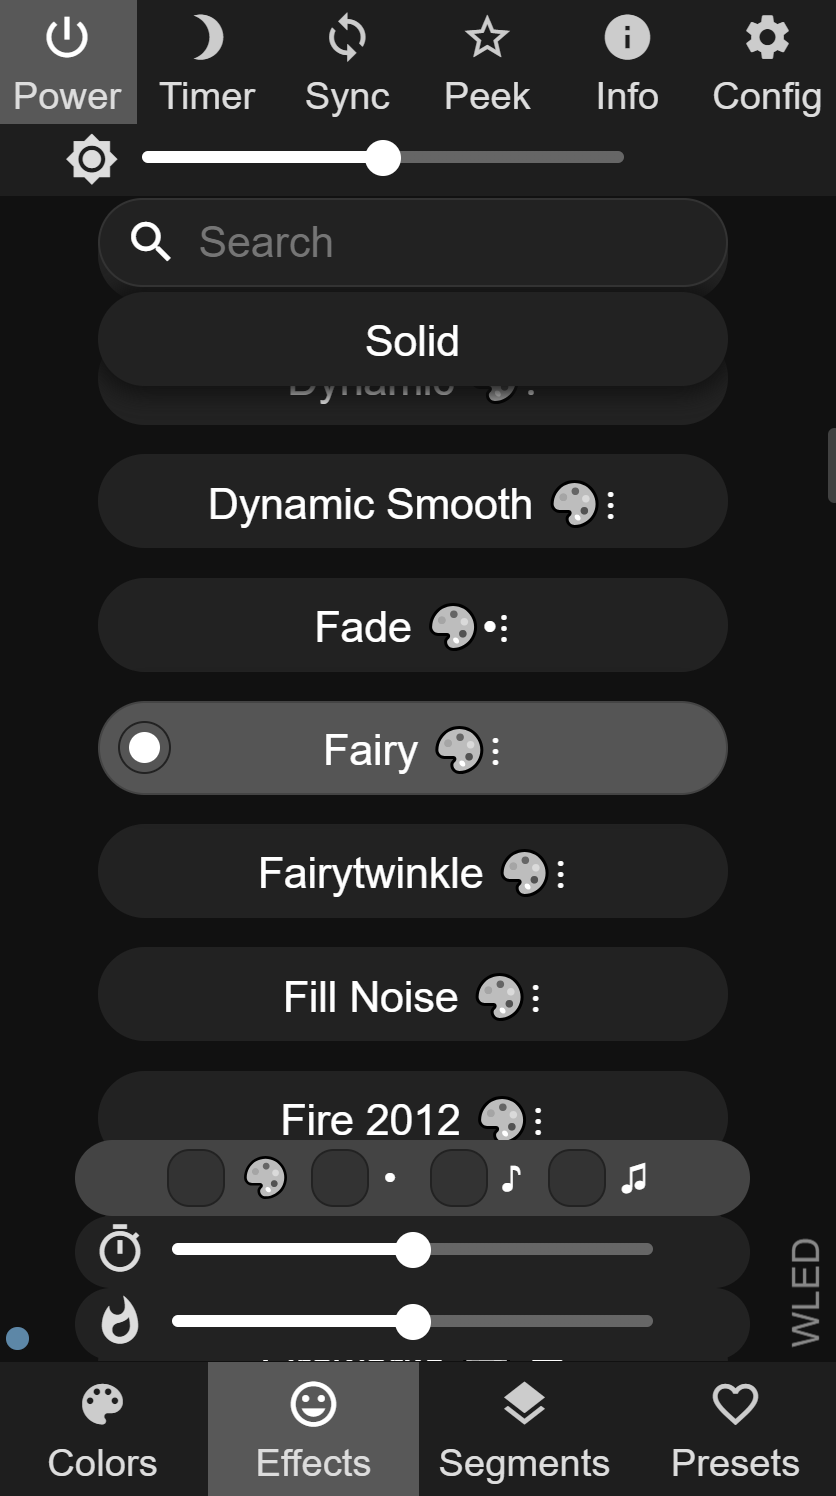 Power Timer Sync Peek Info Config
Search
Solid
Dynamic
Dynamic Smooth
Fade
Fairy
Fairytwinkle
Fill Noise
Fire 2012
WLED
Colors Effects Segments Presets